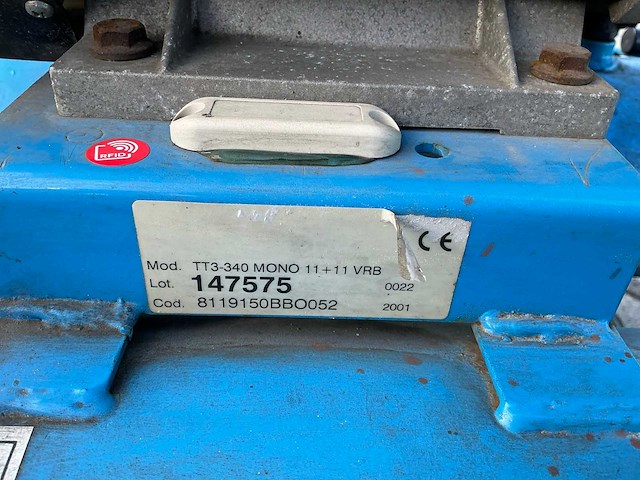 RFID
CE
Mod. TT3-340 MONO 11+11 VRB
Lot. 147575 0022
Cod. 8119150BBO052 2001